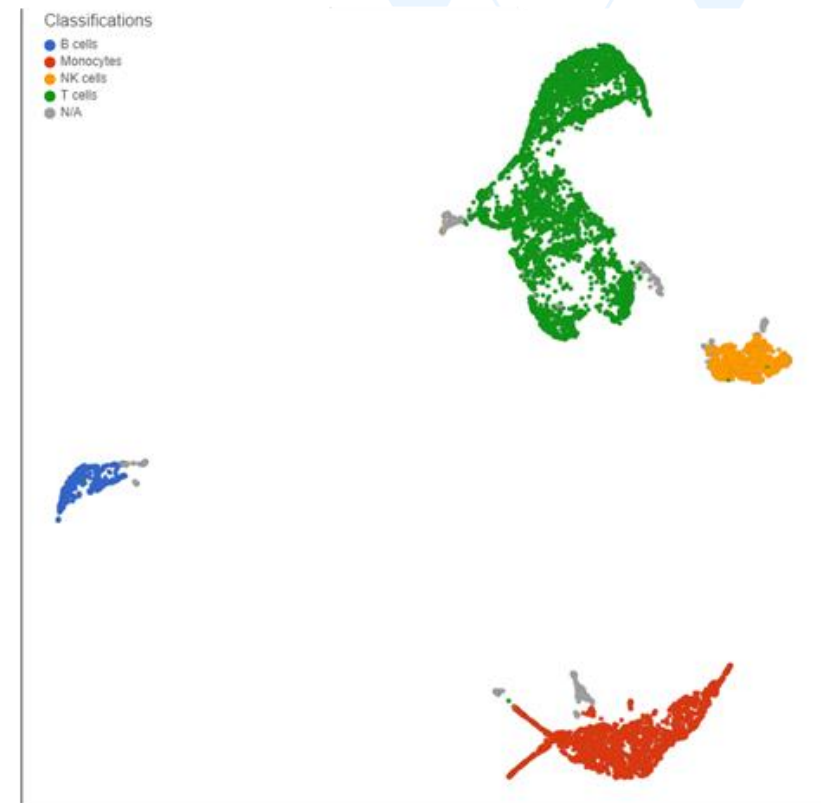 Classifications
B cells
Monocytes
NK cells
T cells
N/A